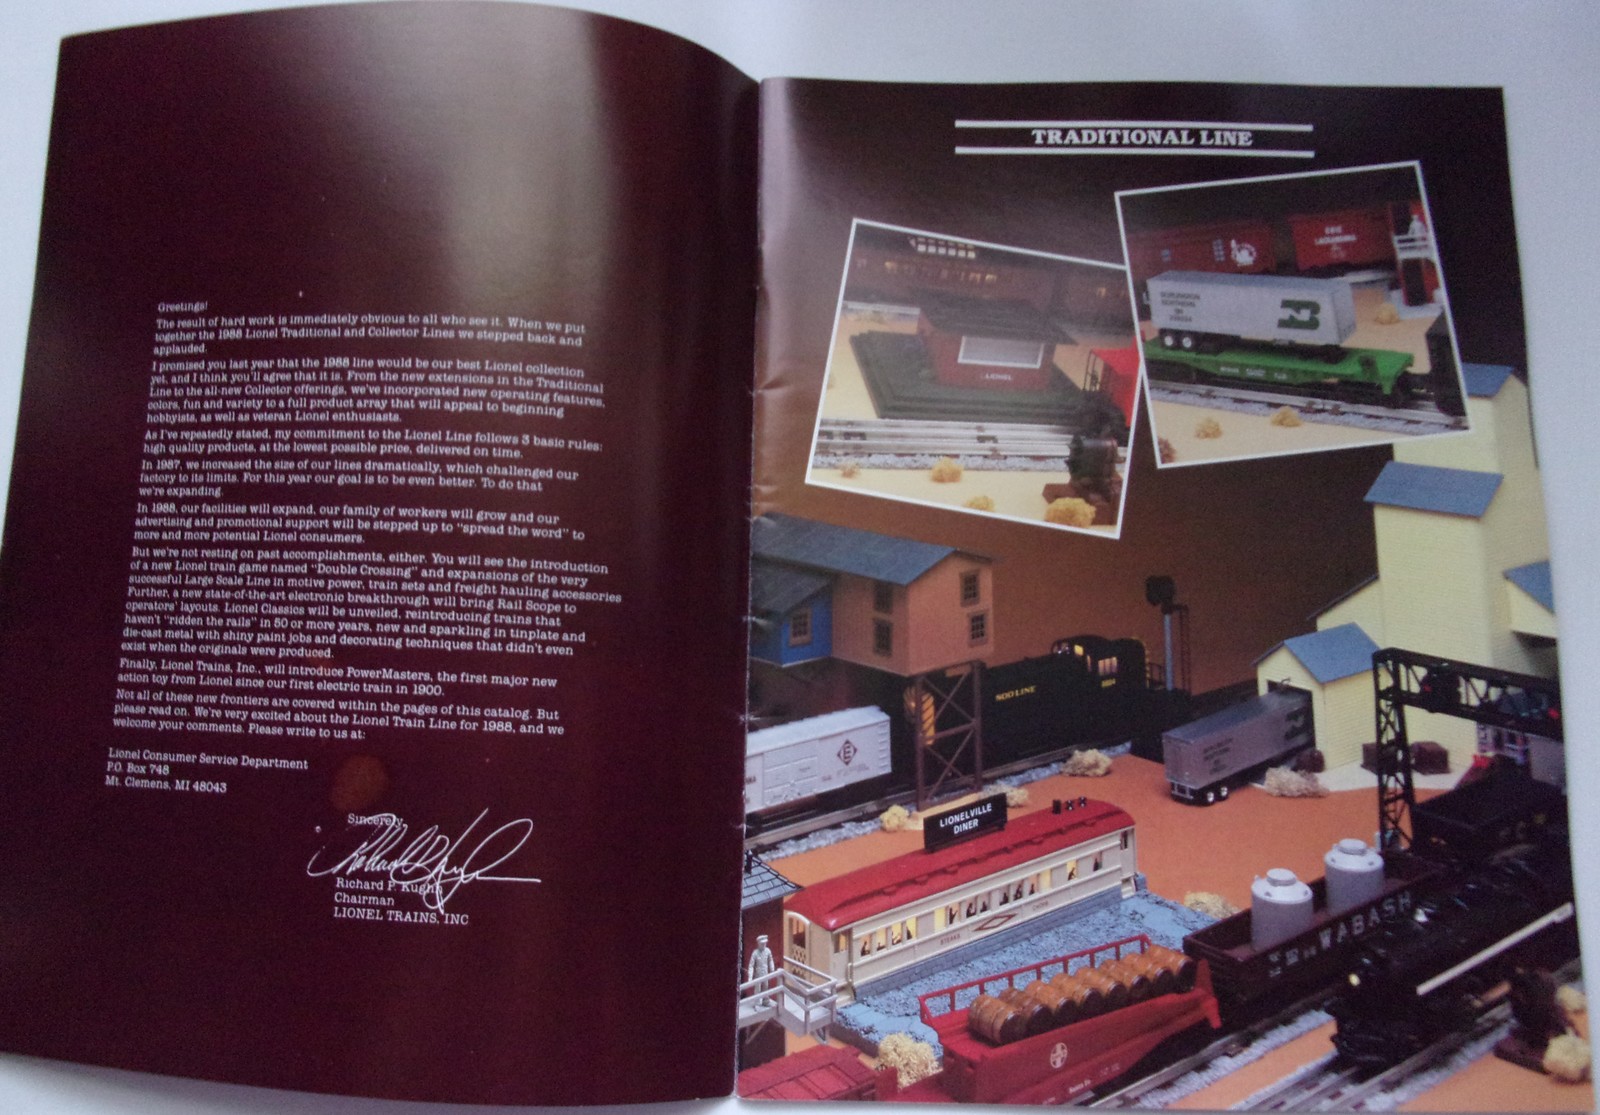 Greetings!
The result of hard work is immediately obvious to all who see it. When we put
together the 1988 Lionel Traditional and Collector Lines we stepped back and
applauded.
I promised you last year that the 1988 line would be our best Lionel collection
yet, and I think you'll agree that it is. From the new extensions in the Traditional
Line to the all-new Collector offerings, we've incorporated new operating features,
colors, fun and variety to a full product array that will appeal to beginning
hobbyists, as well as veteran Lionel enthusiasts.
As I've repeatedly stated, my commitment to the Lionel Line follows 3 basic rules:
high quality products, at the lowest possible price, delivered on time.
In 1987, we increased the size of our lines dramatically, which challenged our
factory to its limits. For this year our goal is to be even better. To do that
we're expanding.
In 1988, our facilities will expand, our family of workers will grow and our
advertising and promotional support will be stepped up to "spread the word" to
more and more potential Lionel consumers.
But we're not resting on past accomplishments, either. You will see the introduction
of a new Lionel train game named "Double Crossing" and expansions of the very
successful Large Scale Line in motive power, train sets and freight hauling accessories
Further, a new state-of-the-art electronic breakthrough will bring Rail Scope to
operators' layouts. Lionel Classics will be unveiled, reintroducing trains that
haven't "ridden the rails" in 50 or more years, new and sparkling in tinplate and
die-cast metal with shiny paint jobs and decorating techniques that didn't even
exist when the originals were produced.
Finally, Lionel Trains, Inc., will introduce PowerMasters, the first major new
action toy from Lionel since our first electric train in 1900.
Not all of these new frontiers are covered within the pages of this catalog. But
please read on. We're very excited about the Lionel Train Line for 1988, and we
welcome your comments. Please write to us at:
Lionel Consumer Service Department
P.O. Box 748
Mt. Clemens, MI 48043
Sincerely,
Richard P. Kughn
Chairman
LIONEL TRAINS, INC
TRADITIONAL LINE
LIONEL
ERIE
LACKAWANNA
BURLINGTON
NORTHERN
BN
SOO LINE
LIONELVILLE
DINER
STEAKS
WABASH
Santa Fe